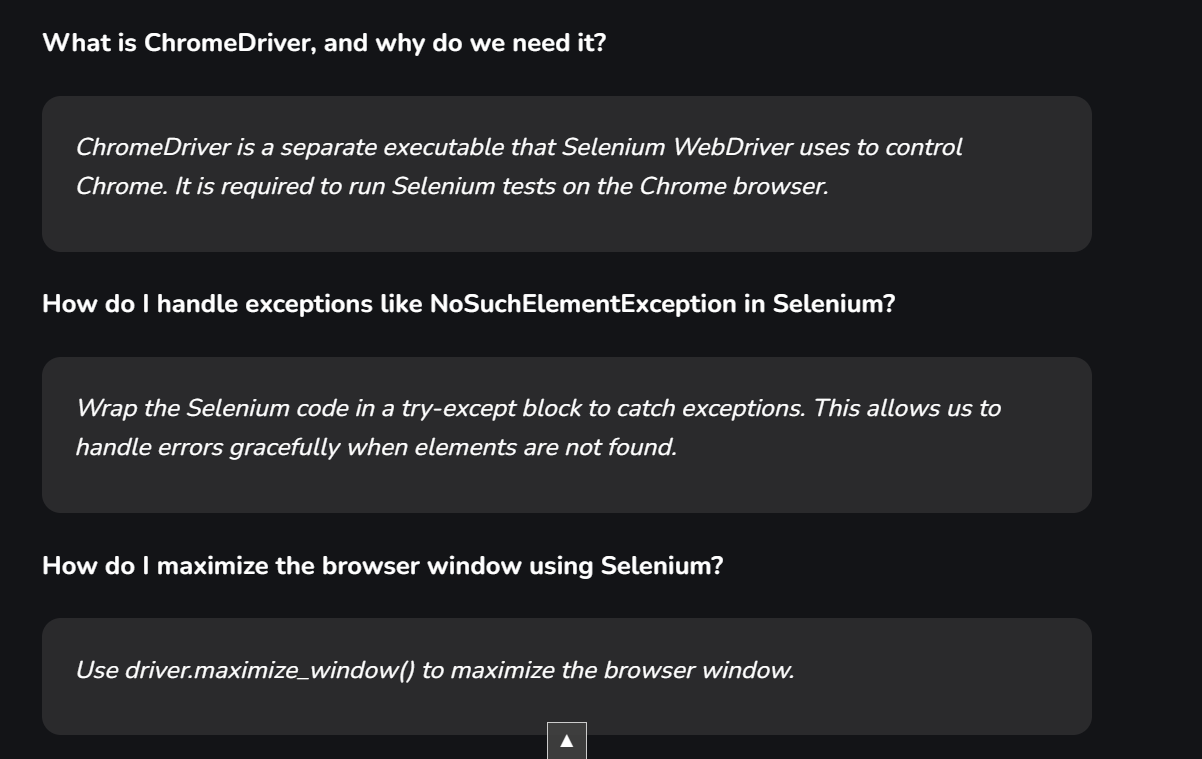 What is ChromeDriver, and why do we need it?
ChromeDriver is a separate executable that Selenium WebDriver uses to control
Chrome. It is required to run Selenium tests on the Chrome browser.
How do I handle exceptions like NoSuchElementException in Selenium?
Wrap the Selenium code in a try-except block to catch exceptions. This allows us to
handle errors gracefully when elements are not found.
How do I maximize the browser window using Selenium?
Use driver.maximize_window() to maximize the browser window.